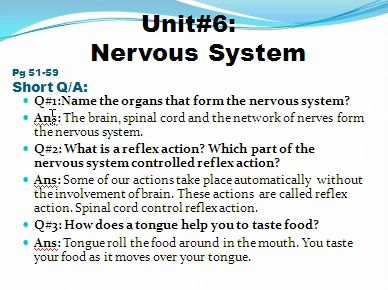 Unit#6:
Nervous System
Pg 51-59
Short Q/A:
Q#1:Name the organs that form the nervous system?
Ans: The brain, spinal cord and the network of nerves form
the nervous system.
Q#2: What is a reflex action? Which part of the
nervous system controlled reflex action?
Ans: Some of our actions take place automatically without
the involvement of brain. These actions are called reflex
action. Spinal cord control reflex action.
Q#3: How does a tongue help you to taste food?
Ans: Tongue roll the food around in the mouth. You taste
your food as it moves over your tongue.